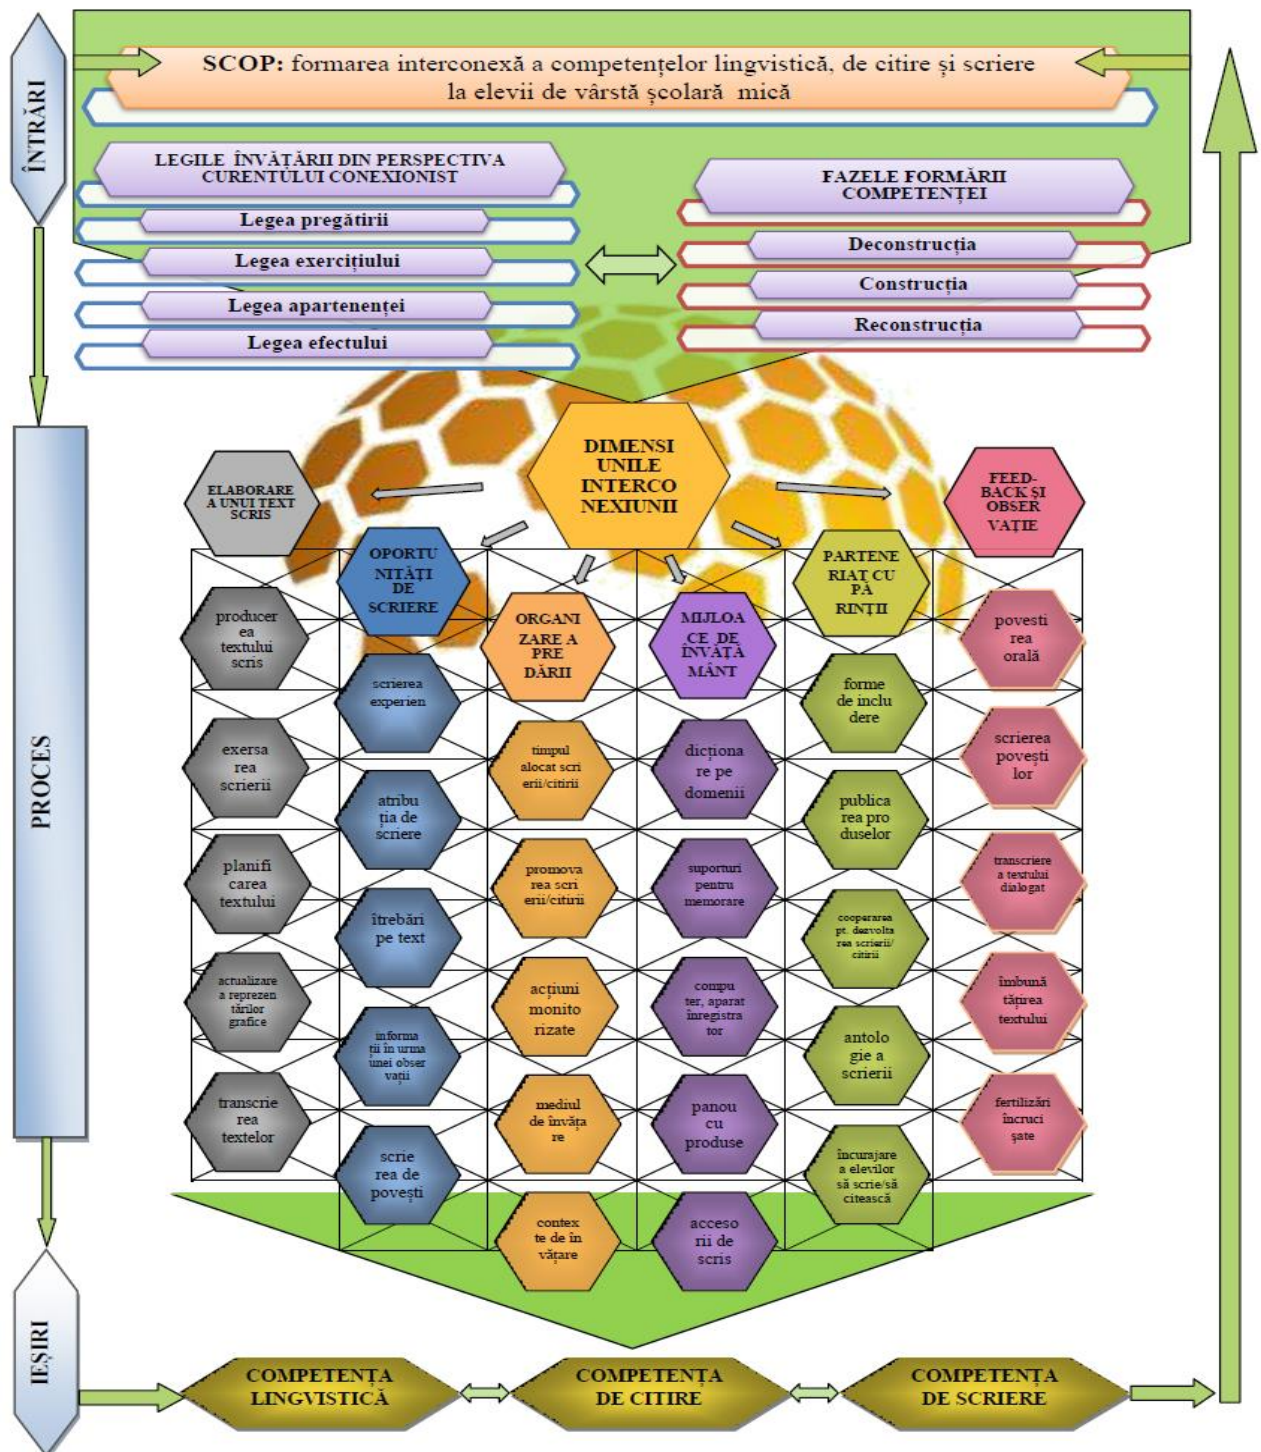 ÎNTRĂRI
SCOP: formarea interconexă a competențelor lingvistică, de citire și scriere
la elevii de vârstă școlară mică
LEGILE ÎNVĂȚĂRII DIN PERSPECTIVA
CURENTULUI CONEXIONIST
Legea pregătirii
Legea exercițiului
Legea apartenenței
Legea efectului
FAZELE FORMĂRII
COMPETENȚEI
Deconstrucția
Construcția
Reconstrucția
PROCES
DIMENSI
UNILE
INTERCO
NEXIUNII
ELABORARE
A UNUI TEXT
SCRIS
producer
ea
textului
scris
exersa
rea
scrierii
planifi
carea
textului
actualizare
a reprezen
tărilor
grafice
transcrie
rea
textelor
OPORTU
NITĂȚI
DE
SCRIERE
scrierea
experien
atribu
ția de
scriere
ìtrebări
pe text
informa
ții în urma
unei obser
vații
scrie
rea de
povești
ORGANI
ZARE A
PRE
DĂRII
timpul
alocat scri
erii/citirii
promova
rea scri
erii/citirii
acțiuni
monito
rizate
mediul
de învăța
re
contex
te de în
vățare
MIJLOA
CE DE
ÎNVĂȚĂ
MÂNT
dicționa
re pe
domenii
suporturi
pentru
memorare
compu
ter, aparat
înregistra
tor
panou
cu
produse
acceso
rii de
scris
PARTENE
RIAT CU
PĂ
RINȚII
forme
de inclu
dere
publica
rea pro
duselor
cooperarea
pt. dezvolta
rea scrierii/
citirii
antolo
gie a
scrierii
încurajare
a elevilor
să scrie/să
citească
FEED-
BACK ȘI
OBSER
VAȚIE
povesti
rea
orală
scrierea
povești
lor
transcriere
a textului
dialogat
îmbună
tățirea
textului
fertilizări
încruci
șate
IEȘIRI
COMPETENȚA
LINGVISTICĂ
COMPETENȚA
DE CITIRE
COMPETENȚA
DE SCRIERE